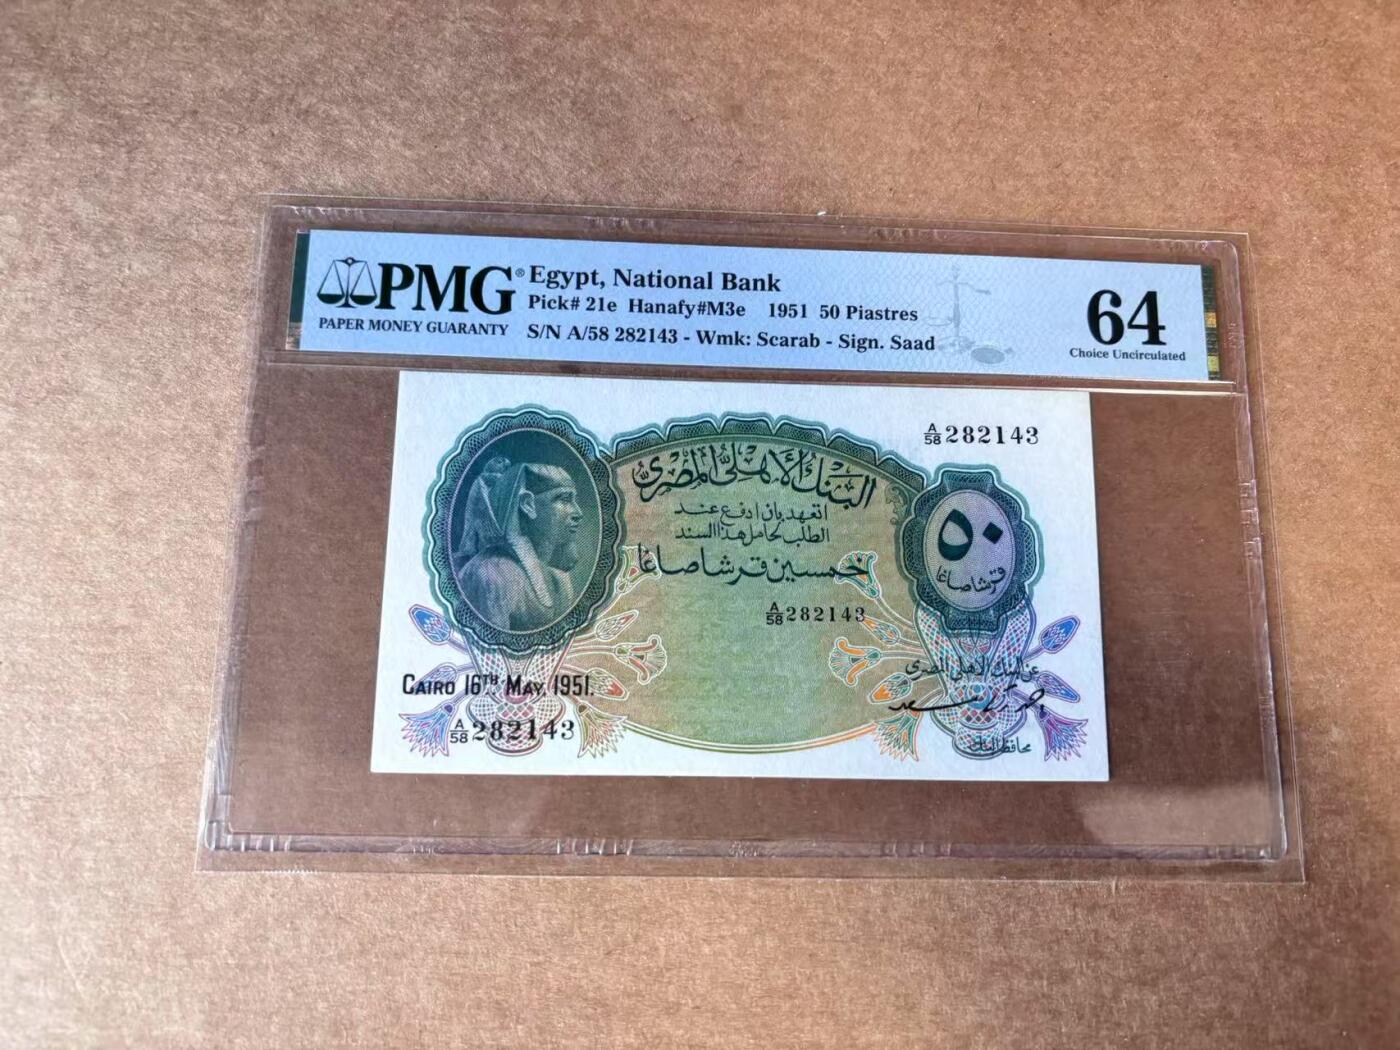 PMG®
PAPER MONEY GUARANTY
Egypt, National Bank
Pick# 21e Hanafy#M3e 1951 50 Piastres
S/N A/58 282143 - Wmk: Scarab - Sign. Saad
64
Choice Uncirculated
A/58 282143
البنك الأهلي المصري
اتعهد بان ادفع عند
الطلب لحامل هذا السند
خمسين قرشا صاغا
٥٠
قرشا صاغا
A/58 282143
عن البنك الاهلي المصري
CAIRO 16TH MAY, 1951.
A/58 282143
محافظ البنك